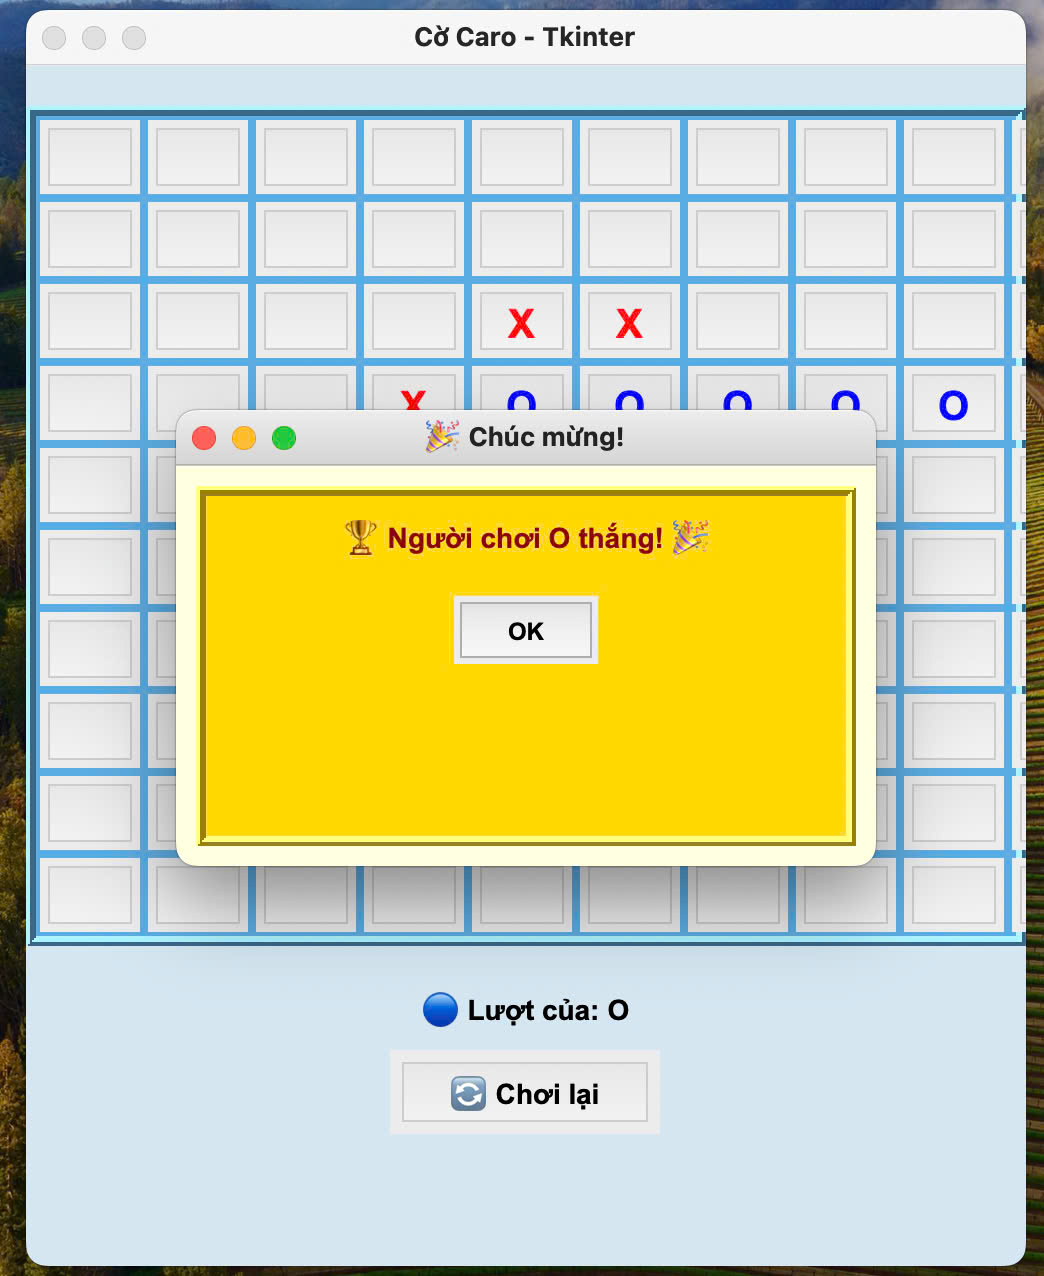 Cờ Caro - Tkinter
X X
X O O O O O
🎉 Chúc mừng!
🏆 Người chơi O thắng! 🎉
OK
🔵 Lượt của: O
🔄 Chơi lại